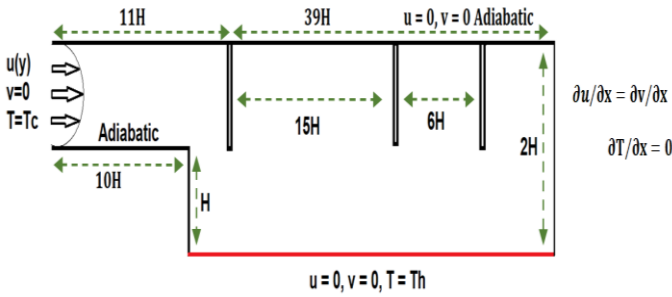 11H
39H
u = 0, v = 0 Adiabatic
u(y)
v=0
T=Tc
Adiabatic
10H
H
15H
6H
2H
∂u/∂x = ∂v/∂x
∂T/∂x = 0
u = 0, v = 0, T = Th